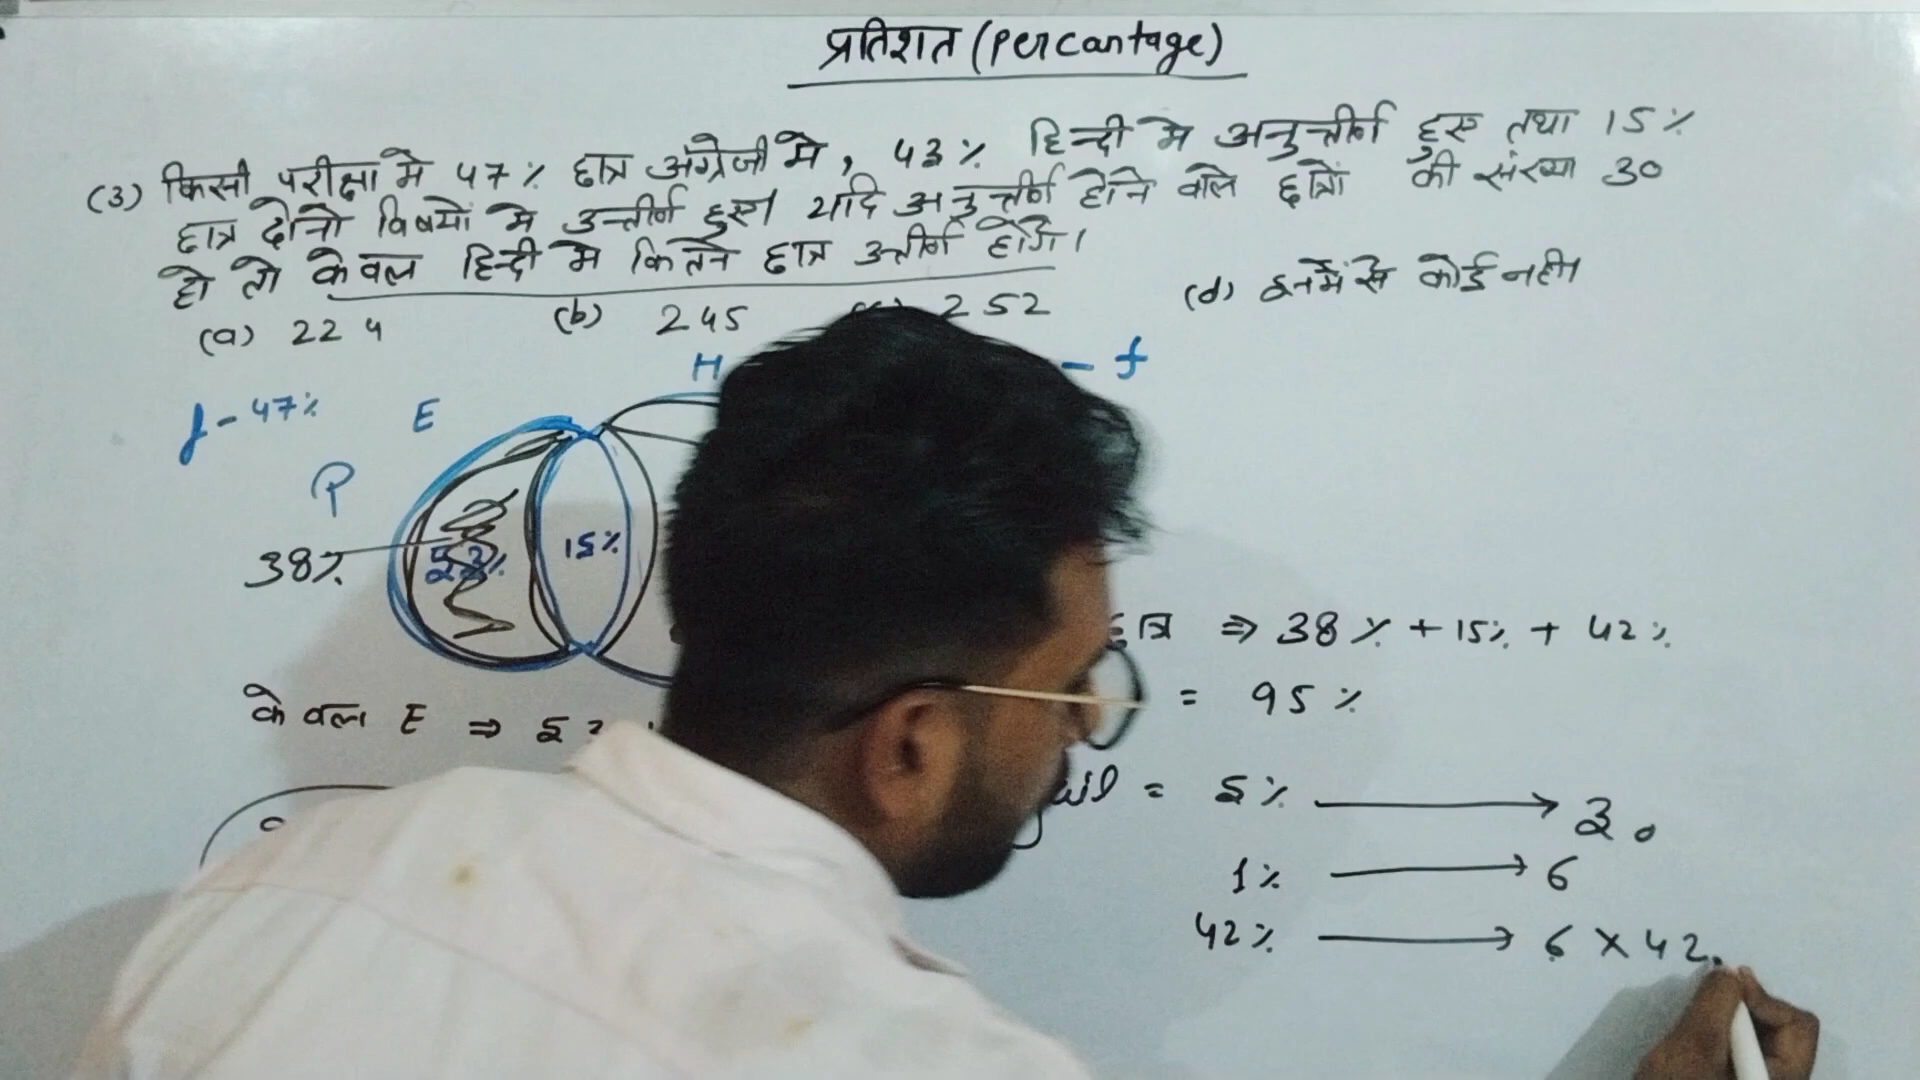 प्रतिशत (percantage)
(3) किसी परीक्षा मे 47% छात्र अंग्रेजी मे, 43% हिन्दी मे अनुत्तीर्ण हुए तथा 15%
छात्र दोनो विषयों मे उत्तीर्ण हुए। यदि अनुत्तीर्ण होने वाले छात्रों की संख्या 30
हो तो केवल हिन्दी मे कितने छात्र उत्तीर्ण होंगे।
(a) 224 (b) 245 252 (d) इनमें से कोई नही।
H - f
f - 47% E
P
38% 53% 15%
छात्र ⇒ 38% + 15% + 42%
= 95%
केवल E ⇒ 53
= 5% → 30
1% → 6
42% → 6 × 42